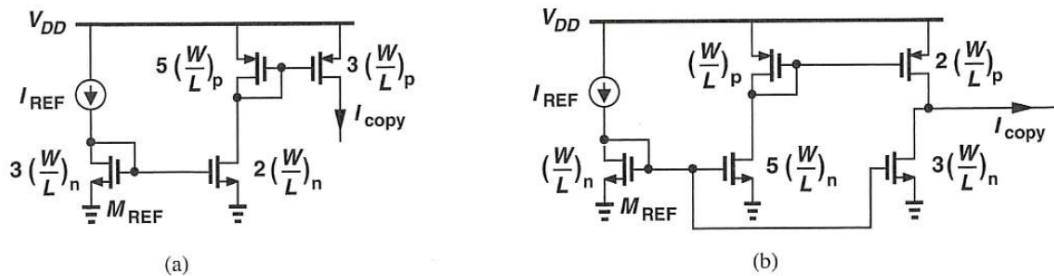 V_DD
5 (W/L)_p
3 (W/L)_p
I_REF
I_copy
3 (W/L)_n
2 (W/L)_n
M_REF
(a)
V_DD
(W/L)_p
2 (W/L)_p
I_REF
I_copy
(W/L)_n
5 (W/L)_n
3 (W/L)_n
M_REF
(b)